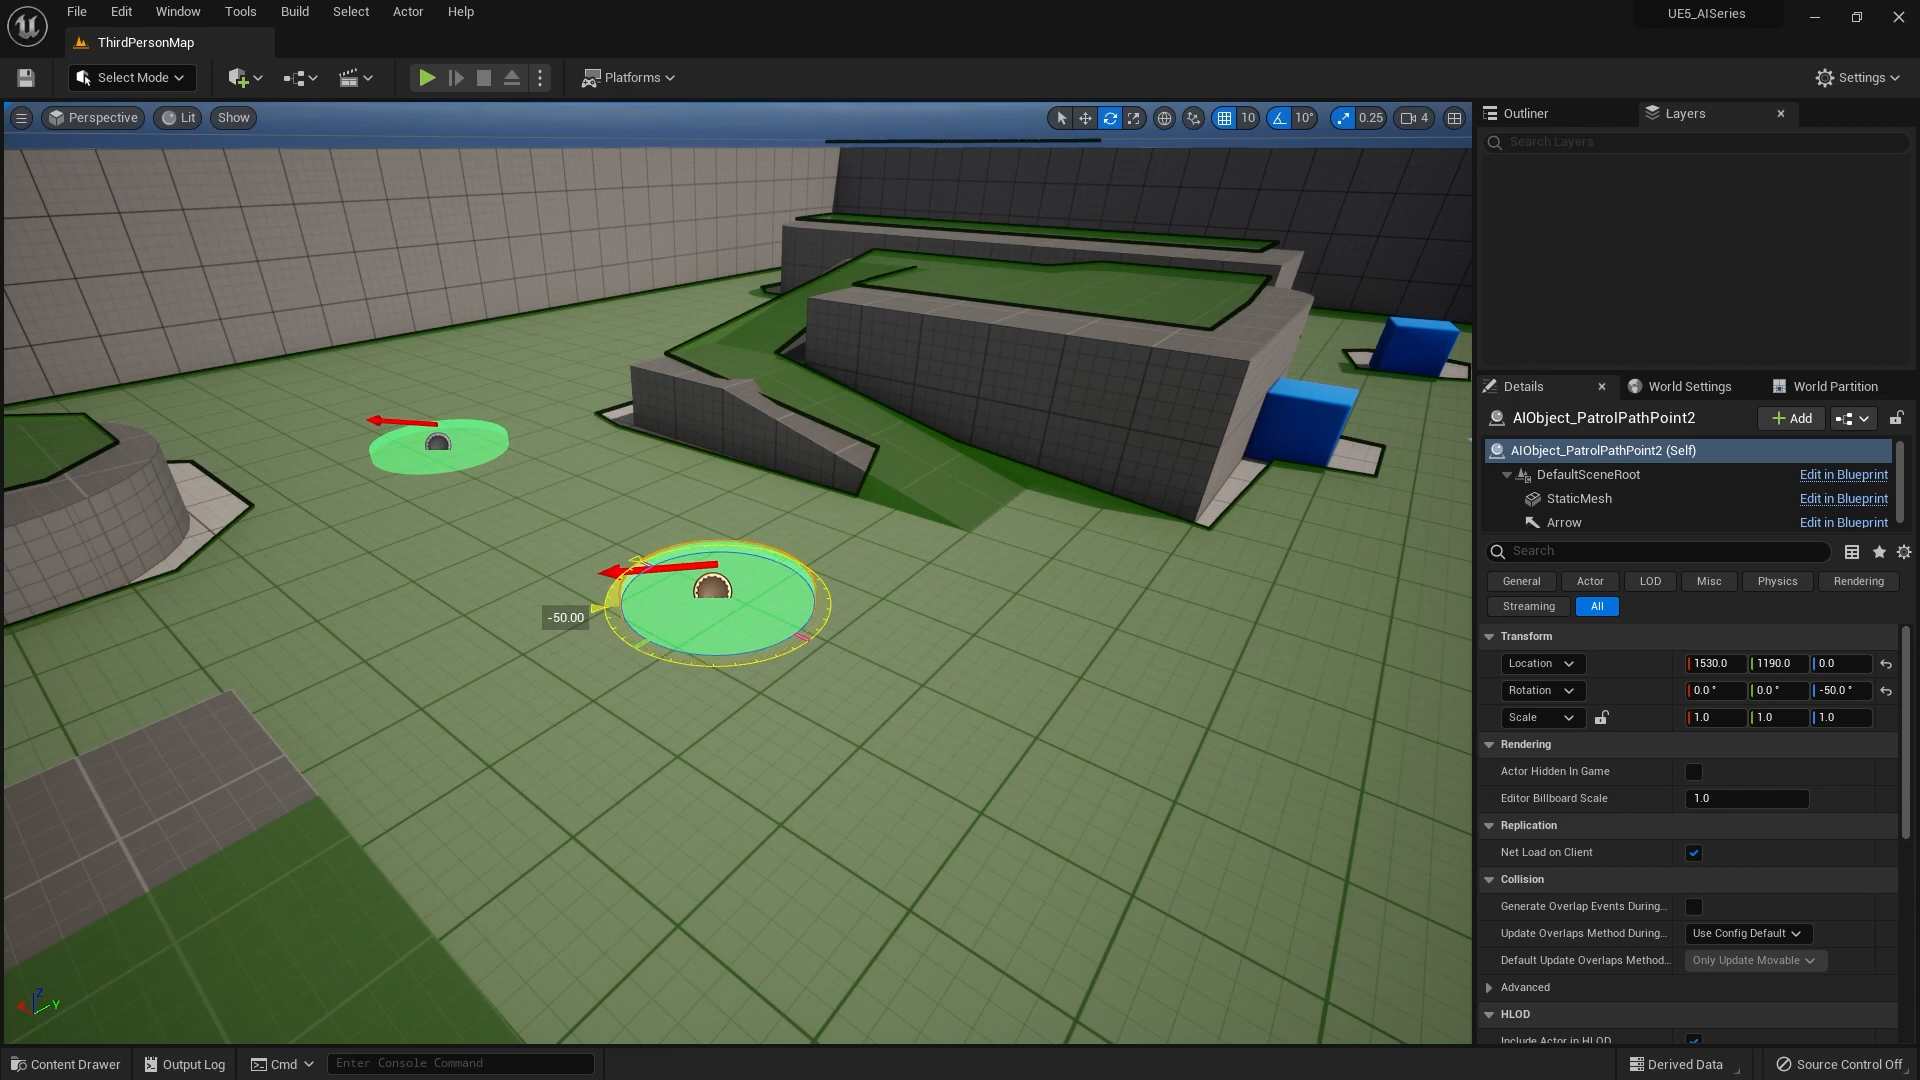 File Edit Window Tools Build Select Actor Help
UE5_AISeries
ThirdPersonMap
Select Mode
Platforms
Settings
Perspective Lit Show
10 10° 0.25 4
Outliner Layers
Search Layers
Details World Settings World Partition
AIObject_PatrolPathPoint2 Add
AIObject_PatrolPathPoint2 (Self)
DefaultSceneRoot Edit in Blueprint
StaticMesh Edit in Blueprint
Arrow Edit in Blueprint
Search
General Actor LOD Misc Physics Rendering
Streaming All
Transform
Location 1530.0 1190.0 0.0
Rotation 0.0 ° 0.0 ° -50.0 °
Scale 1.0 1.0 1.0
Rendering
Actor Hidden In Game
Editor Billboard Scale 1.0
Replication
Net Load on Client
Collision
Generate Overlap Events During...
Update Overlaps Method During... Use Config Default
Default Update Overlaps Method... Only Update Movable
Advanced
HLOD
Include Actor in HLOD
-50.00
Z
Y
Content Drawer Output Log Cmd Enter Console Command
Derived Data Source Control Off